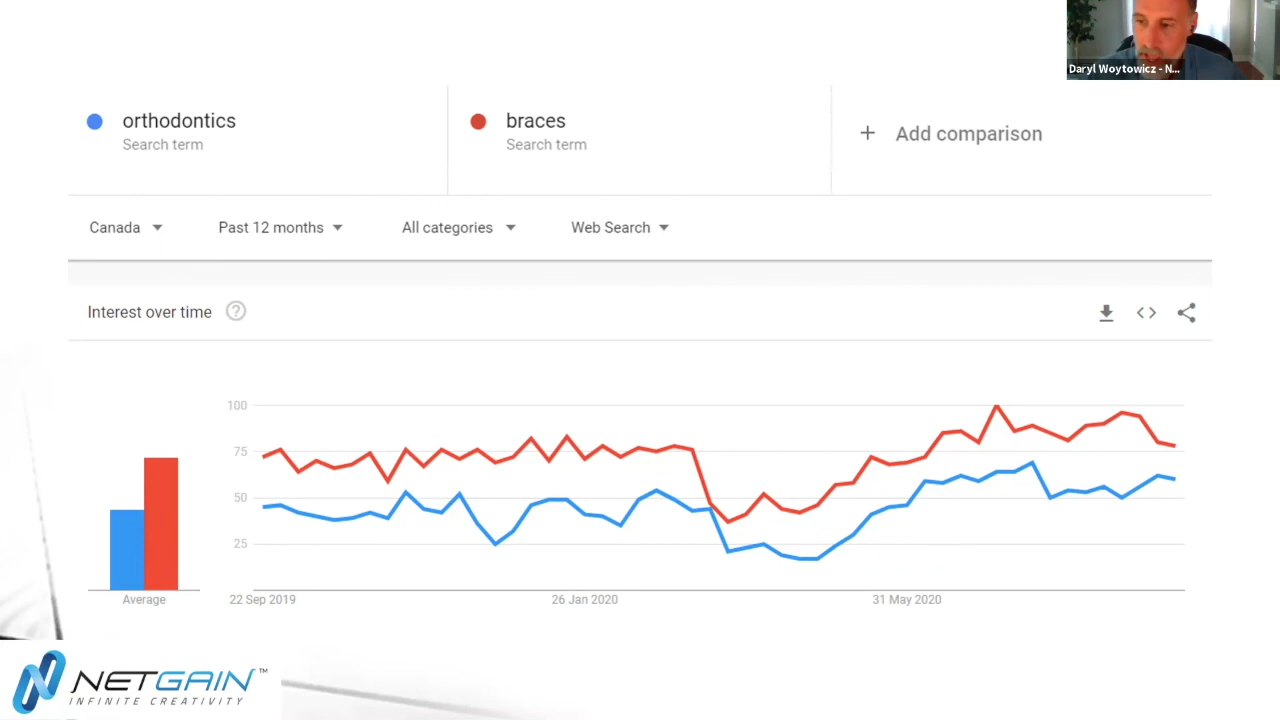 Daryl Woytowicz - N...
orthodontics
Search term
braces
Search term
+ Add comparison
Canada
Past 12 months
All categories
Web Search
Interest over time
?
100
75
50
25
Average
22 Sep 2019
26 Jan 2020
31 May 2020
NETGAIN™
INFINITE CREATIVITY